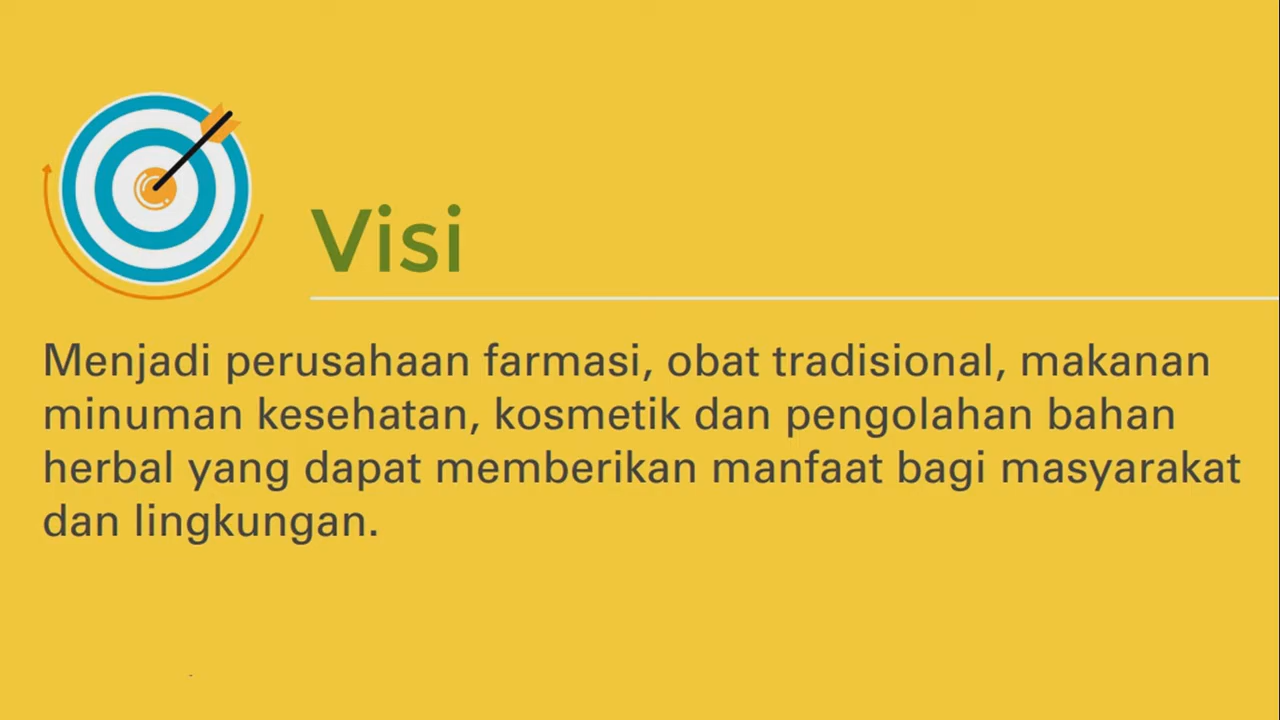 Visi
Menjadi perusahaan farmasi, obat tradisional, makanan
minuman kesehatan, kosmetik dan pengolahan bahan
herbal yang dapat memberikan manfaat bagi masyarakat
dan lingkungan.